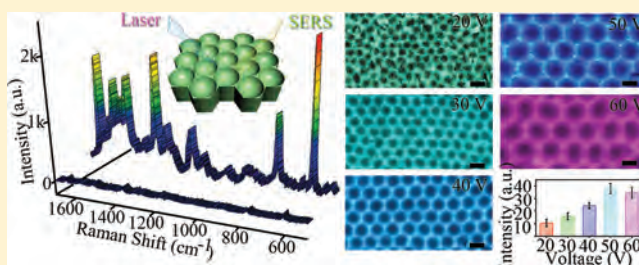 Laser
SERS
2k
1k
0
Intensity (a.u.)
1600
1400
1200
1000
800
600
Raman Shift (cm-1)
20 V
30 V
40 V
50 V
60 V
Intensity (a.u.)
40
30
20
10
20
30
40
50
60
Voltage (V)